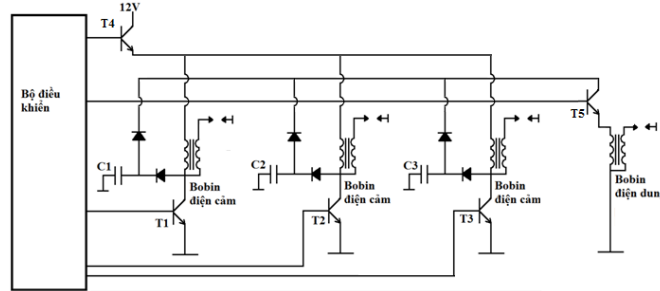 12V
T4
Bộ điều
khiển
T5
C1
C2
C3
Bobin
điện cảm
Bobin
điện cảm
Bobin
điện cảm
Bobin
điện dun
T1
T2
T3